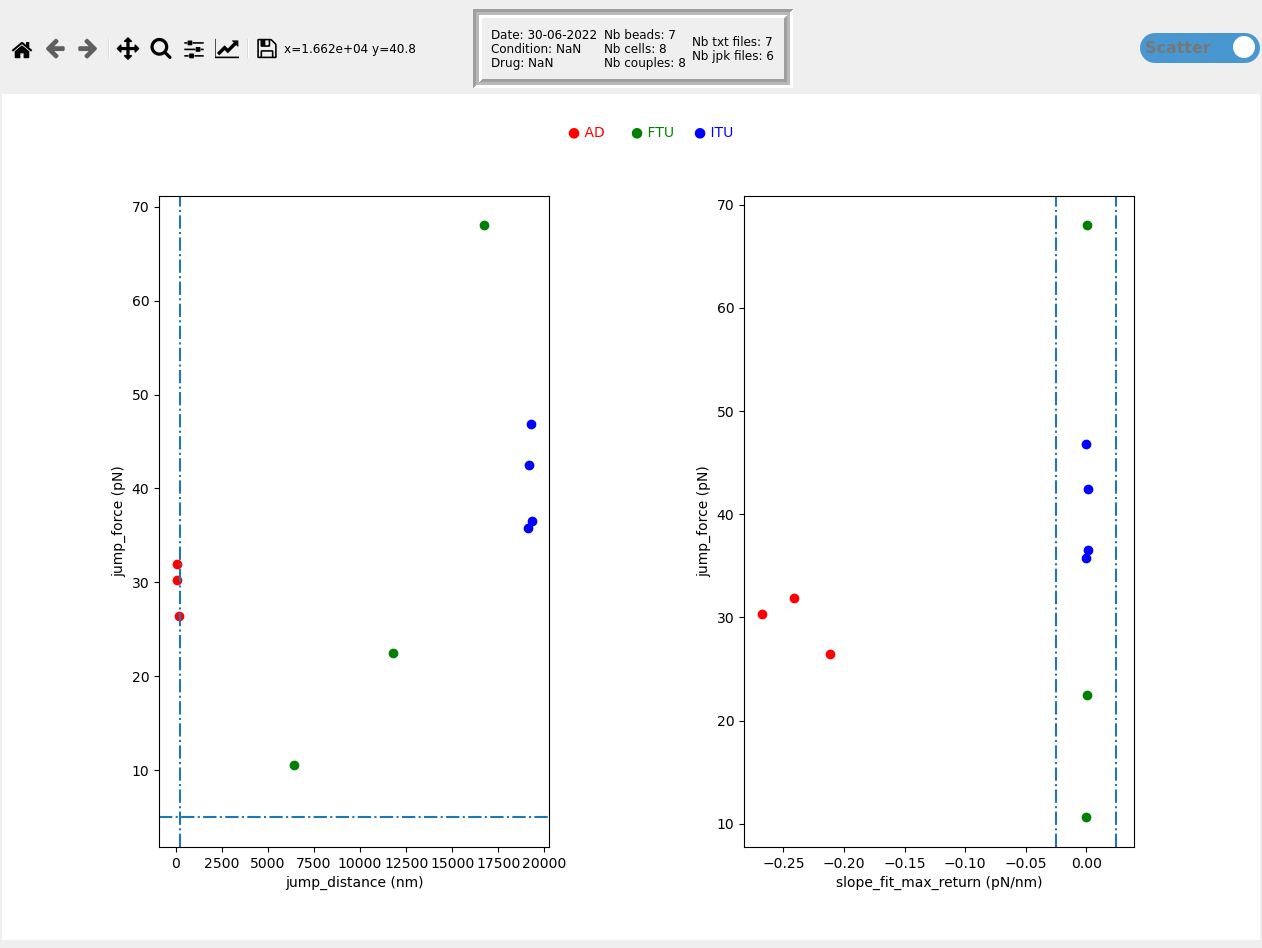 x=1.662e+04 y=40.8
Date: 30-06-2022
Condition: NaN
Drug: NaN
Nb beads: 7
Nb cells: 8
Nb couples: 8
Nb txt files: 7
Nb jpk files: 6
Scatter
AD
FTU
ITU
70
60
50
40
30
20
10
jump_force (pN)
0
2500
5000
7500
10000
12500
15000
17500
20000
jump_distance (nm)
70
60
50
40
30
20
10
jump_force (pN)
−0.25
−0.20
−0.15
−0.10
−0.05
0.00
slope_fit_max_return (pN/nm)